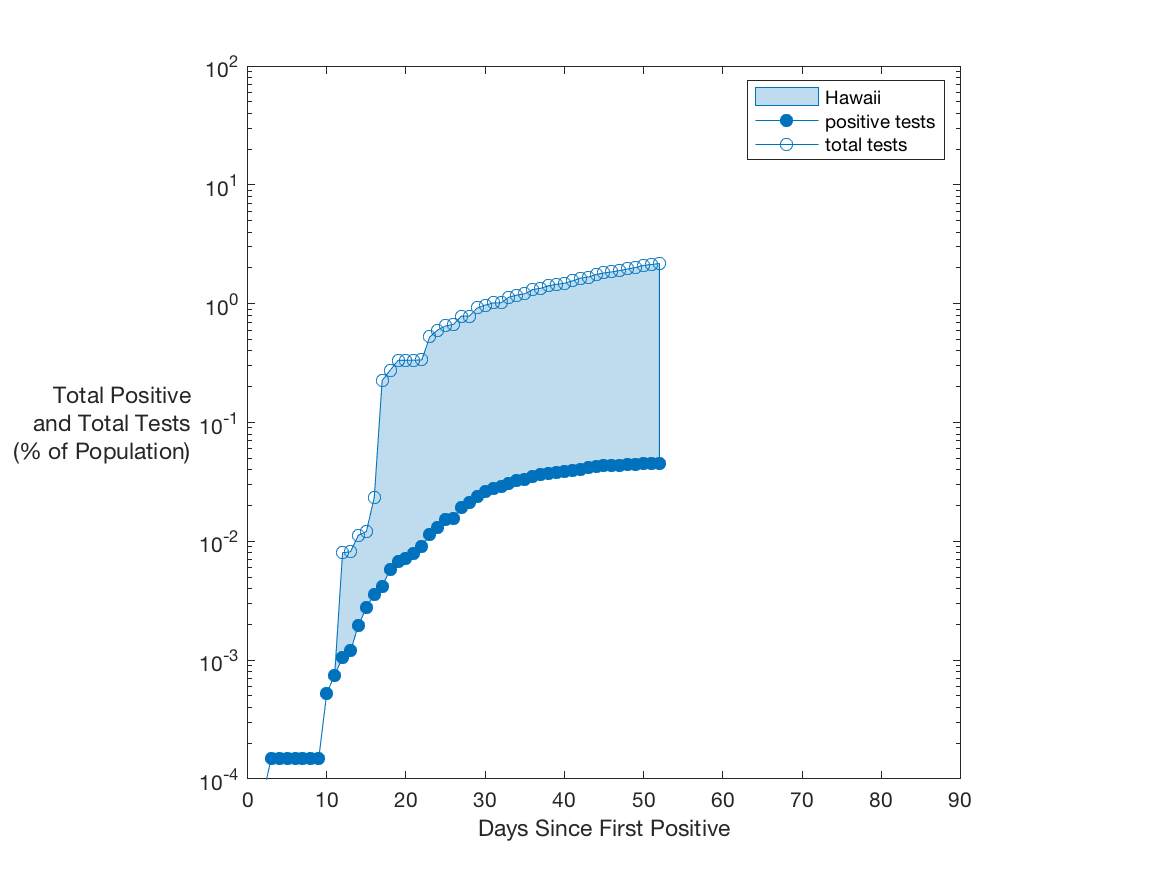 10^2
10^1
10^0
10^-1
10^-2
10^-3
10^-4
Total Positive
and Total Tests
(% of Population)
Hawaii
positive tests
total tests
0 10 20 30 40 50 60 70 80 90
Days Since First Positive